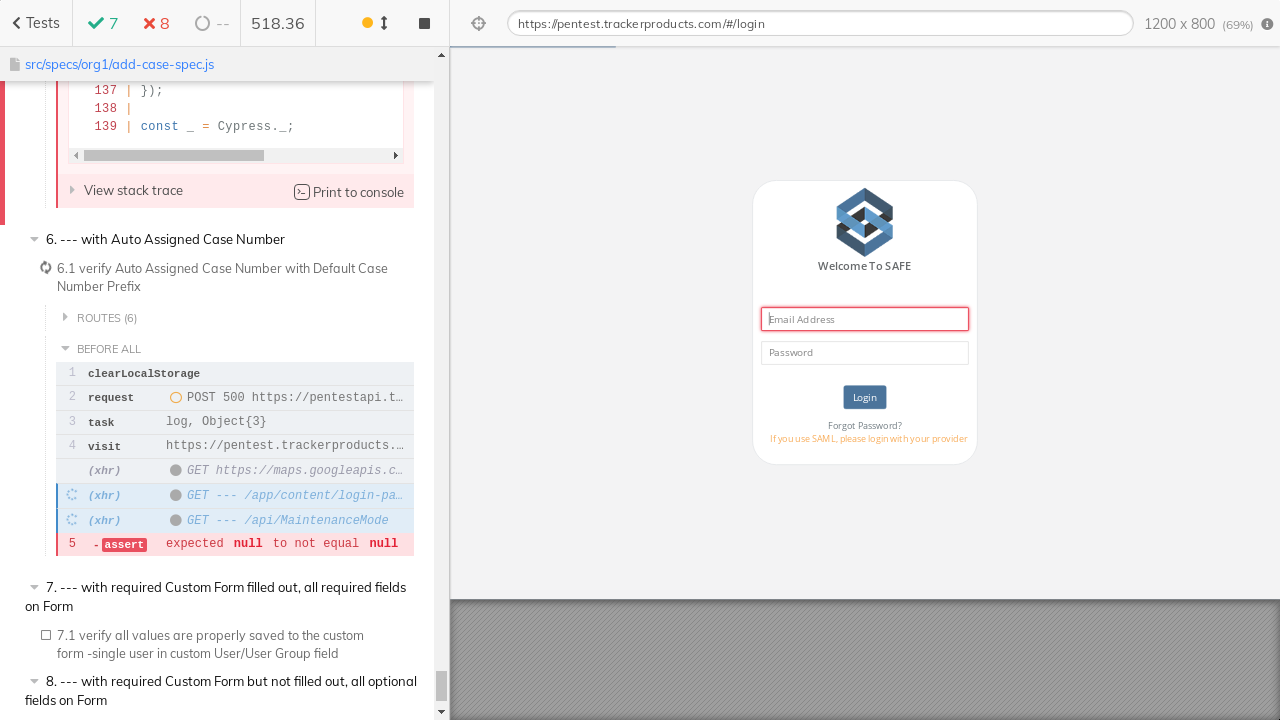 Tests 7 8 -- 518.36
https://pentest.trackerproducts.com/#/login 1200 x 800 (69%)
src/specs/org1/add-case-spec.js
137 | });
138 |
139 | const _ = Cypress._;
View stack trace Print to console
6. --- with Auto Assigned Case Number
6.1 verify Auto Assigned Case Number with Default Case
Number Prefix
ROUTES (6)
BEFORE ALL
1 clearLocalStorage
2 request POST 500 https://pentestapi.t…
3 task log, Object{3}
4 visit https://pentest.trackerproducts.…
(xhr) GET https://maps.googleapis.c…
(xhr) GET --- /app/content/login-pa…
(xhr) GET --- /api/MaintenanceMode
5 -assert expected null to not equal null
7. --- with required Custom Form filled out, all required fields
on Form
7.1 verify all values are properly saved to the custom
form -single user in custom User/User Group field
8. --- with required Custom Form but not filled out, all optional
fields on Form
Welcome To SAFE
Email Address
Password
Login
Forgot Password?
If you use SAML, please login with your provider